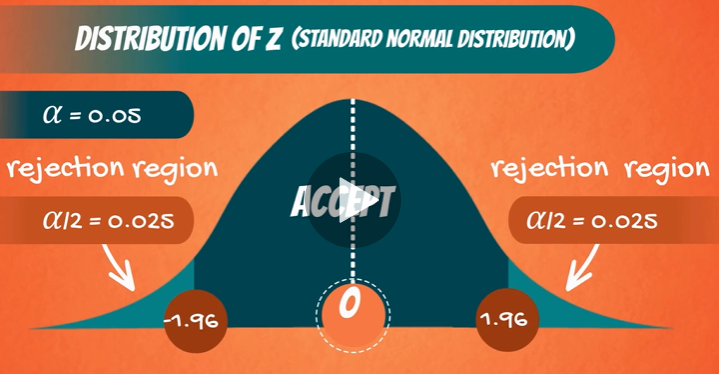 DISTRIBUTION OF Z (STANDARD NORMAL DISTRIBUTION)
α = 0.05
rejection region
α/2 = 0.025
ACCEPT
rejection region
α/2 = 0.025
-1.96
0
1.96